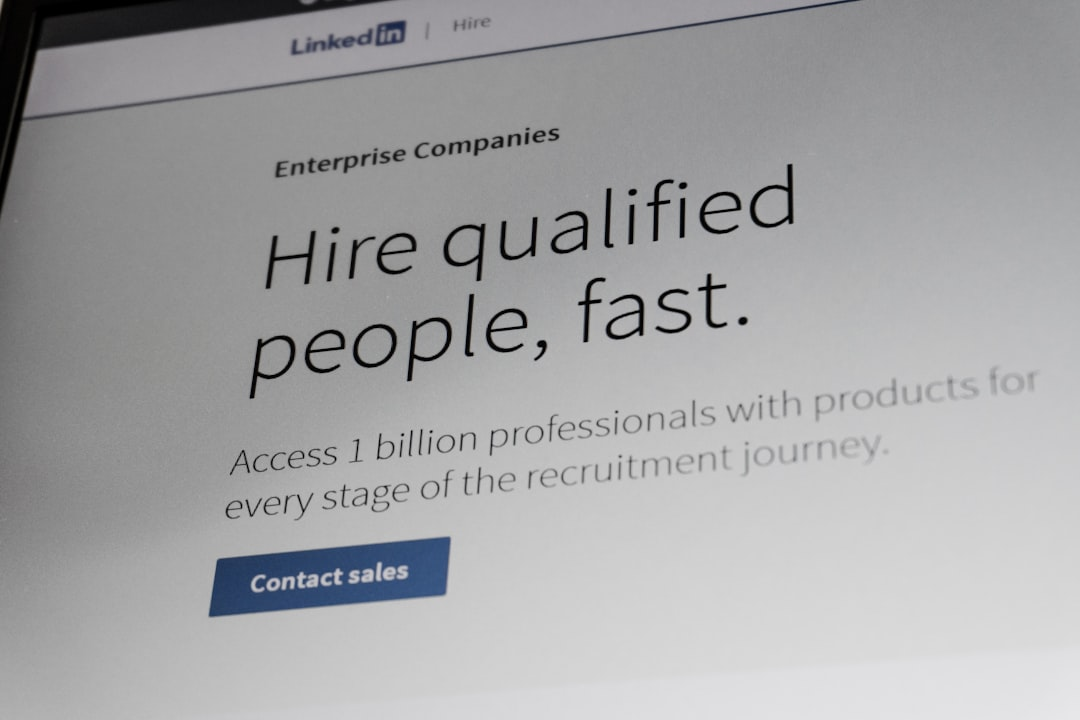 LinkedIn | Hire
Enterprise Companies
Hire qualified
people, fast.
Access 1 billion professionals with products for
every stage of the recruitment journey.
Contact sales